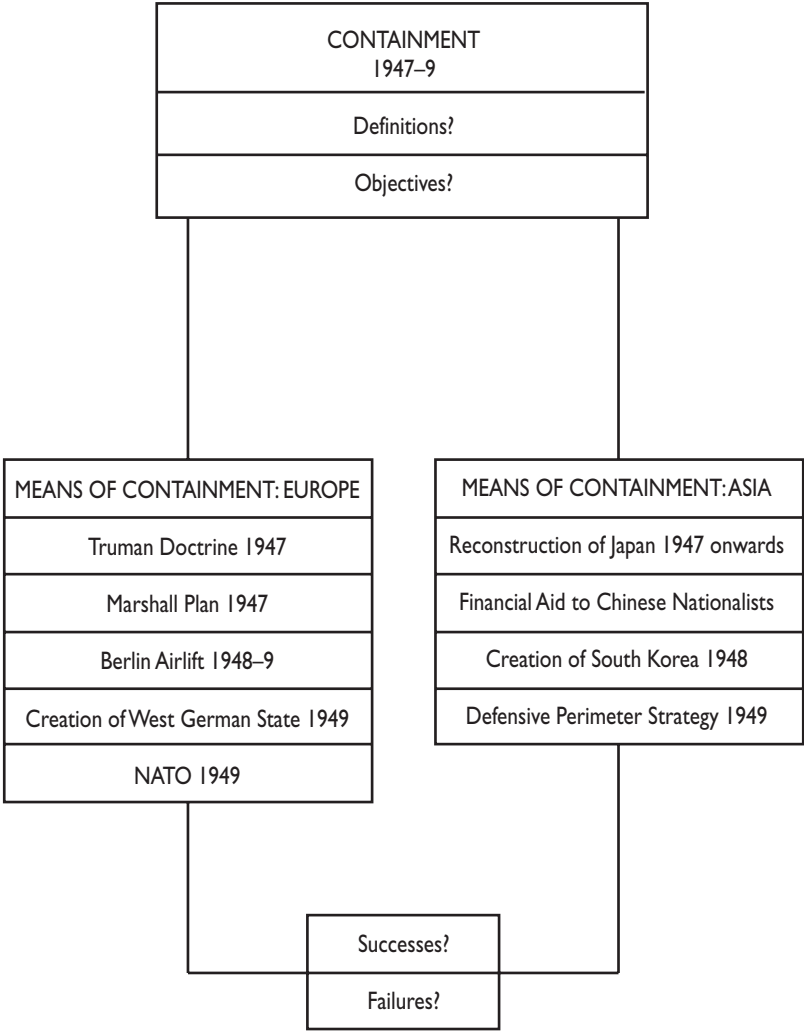 CONTAINMENT
1947–9
Definitions?
Objectives?
MEANS OF CONTAINMENT: EUROPE
Truman Doctrine 1947
Marshall Plan 1947
Berlin Airlift 1948–9
Creation of West German State 1949
NATO 1949
MEANS OF CONTAINMENT: ASIA
Reconstruction of Japan 1947 onwards
Financial Aid to Chinese Nationalists
Creation of South Korea 1948
Defensive Perimeter Strategy 1949
Successes?
Failures?